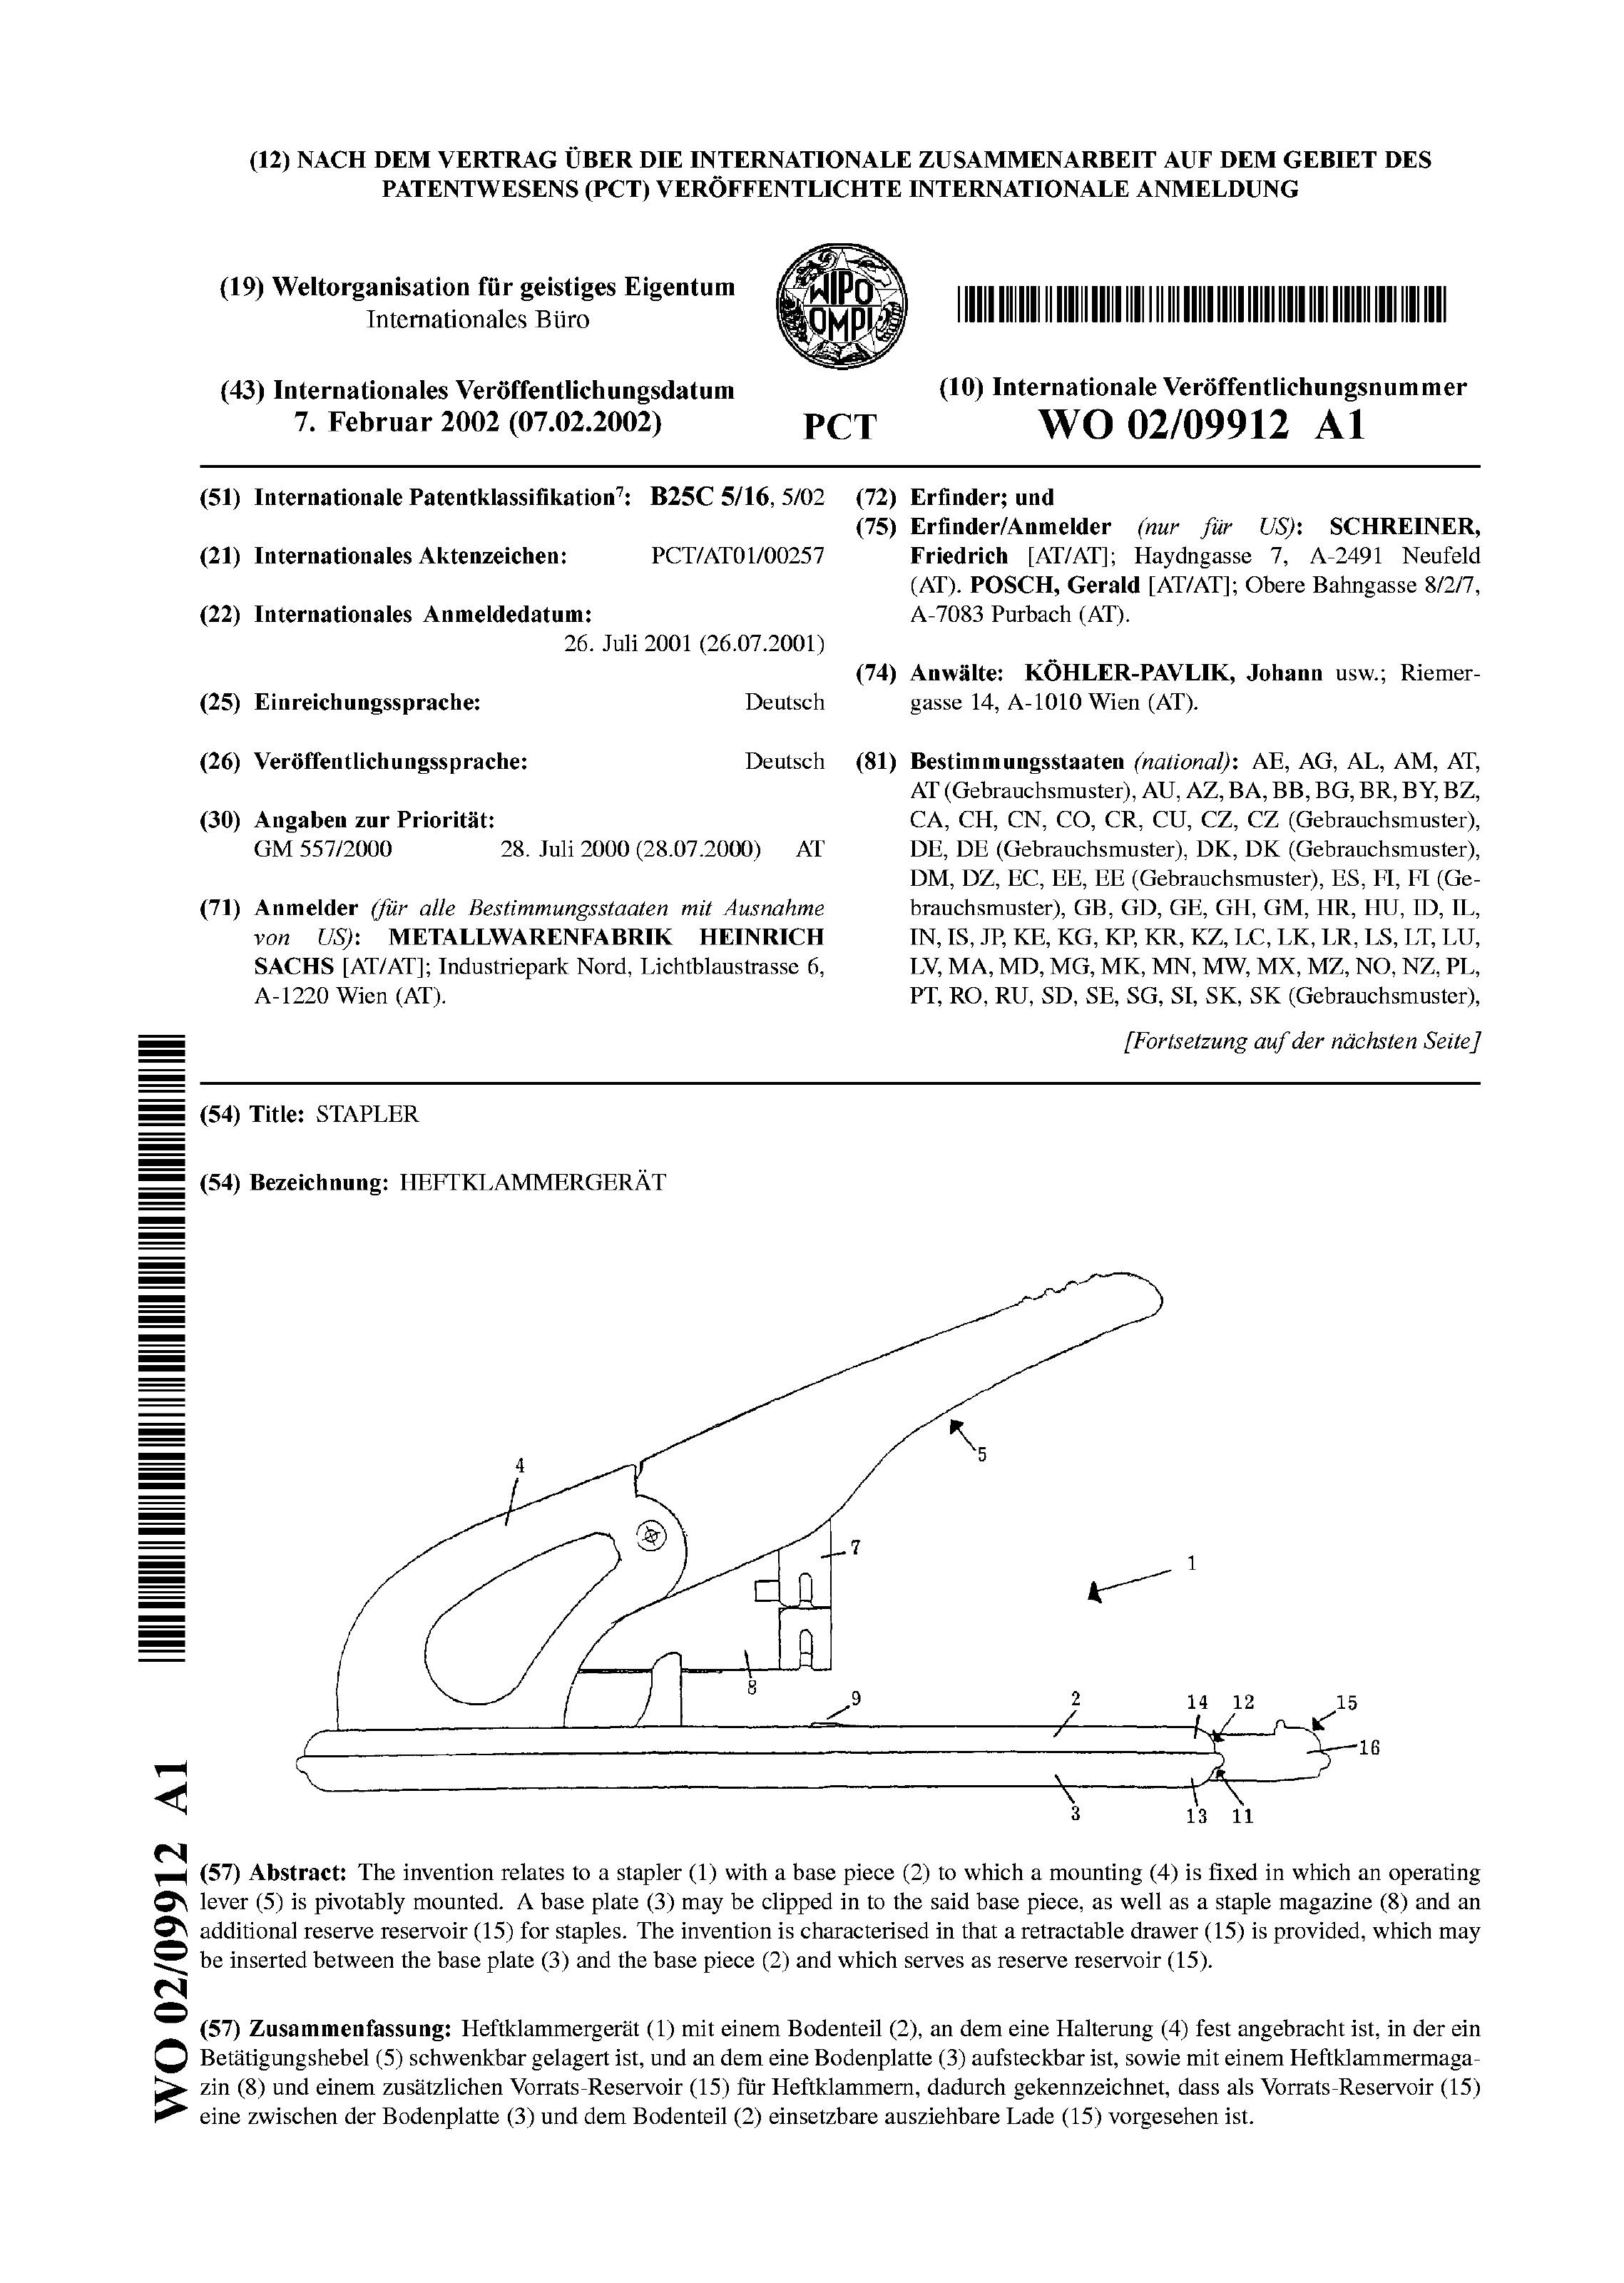 (12) NACH DEM VERTRAG ÜBER DIE INTERNATIONALE ZUSAMMENARBEIT AUF DEM GEBIET DES
PATENTWESENS (PCT) VERÖFFENTLICHTE INTERNATIONALE ANMELDUNG
(19) Weltorganisation für geistiges Eigentum
Internationales Büro
WIPO
OMPI
(43) Internationales Veröffentlichungsdatum
7. Februar 2002 (07.02.2002)
PCT
(10) Internationale Veröffentlichungsnummer
WO 02/09912 A1
(51) Internationale Patentklassifikation⁷: B25C 5/16, 5/02
(21) Internationales Aktenzeichen: PCT/AT01/00257
(22) Internationales Anmeldedatum:
26. Juli 2001 (26.07.2001)
(25) Einreichungssprache: Deutsch
(26) Veröffentlichungssprache: Deutsch
(30) Angaben zur Priorität:
GM 557/2000 28. Juli 2000 (28.07.2000) AT
(71) Anmelder (für alle Bestimmungsstaaten mit Ausnahme
von US): METALLWARENFABRIK HEINRICH
SACHS [AT/AT]; Industriepark Nord, Lichtblaustrasse 6,
A-1220 Wien (AT).
(72) Erfinder; und
(75) Erfinder/Anmelder (nur für US): SCHREINER,
Friedrich [AT/AT]; Haydngasse 7, A-2491 Neufeld
(AT). POSCH, Gerald [AT/AT]; Obere Bahngasse 8/2/7,
A-7083 Purbach (AT).
(74) Anwälte: KÖHLER-PAVLIK, Johann usw.; Riemer-
gasse 14, A-1010 Wien (AT).
(81) Bestimmungsstaaten (national): AE, AG, AL, AM, AT,
AT (Gebrauchsmuster), AU, AZ, BA, BB, BG, BR, BY, BZ,
CA, CH, CN, CO, CR, CU, CZ, CZ (Gebrauchsmuster),
DE, DE (Gebrauchsmuster), DK, DK (Gebrauchsmuster),
DM, DZ, EC, EE, EE (Gebrauchsmuster), ES, FI, FI (Ge-
brauchsmuster), GB, GD, GE, GH, GM, HR, HU, ID, IL,
IN, IS, JP, KE, KG, KP, KR, KZ, LC, LK, LR, LS, LT, LU,
LV, MA, MD, MG, MK, MN, MW, MX, MZ, NO, NZ, PL,
PT, RO, RU, SD, SE, SG, SI, SK, SK (Gebrauchsmuster),
[Fortsetzung auf der nächsten Seite]
(54) Title: STAPLER
(54) Bezeichnung: HEFTKLAMMERGERÄT
5
4
7
1
8
9
2
14
12
15
16
3
13
11
WO 02/09912 A1
(57) Abstract: The invention relates to a stapler (1) with a base piece (2) to which a mounting (4) is fixed in which an operating
lever (5) is pivotably mounted. A base plate (3) may be clipped in to the said base piece, as well as a staple magazine (8) and an
additional reserve reservoir (15) for staples. The invention is characterised in that a retractable drawer (15) is provided, which may
be inserted between the base plate (3) and the base piece (2) and which serves as reserve reservoir (15).
(57) Zusammenfassung: Heftklammergerät (1) mit einem Bodenteil (2), an dem eine Halterung (4) fest angebracht ist, in der ein
Betätigungshebel (5) schwenkbar gelagert ist, und an dem eine Bodenplatte (3) aufsteckbar ist, sowie mit einem Heftklammermaga-
zin (8) und einem zusätzlichen Vorrats-Reservoir (15) für Heftklammern, dadurch gekennzeichnet, dass als Vorrats-Reservoir (15)
eine zwischen der Bodenplatte (3) und dem Bodenteil (2) einsetzbare ausziehbare Lade (15) vorgesehen ist.